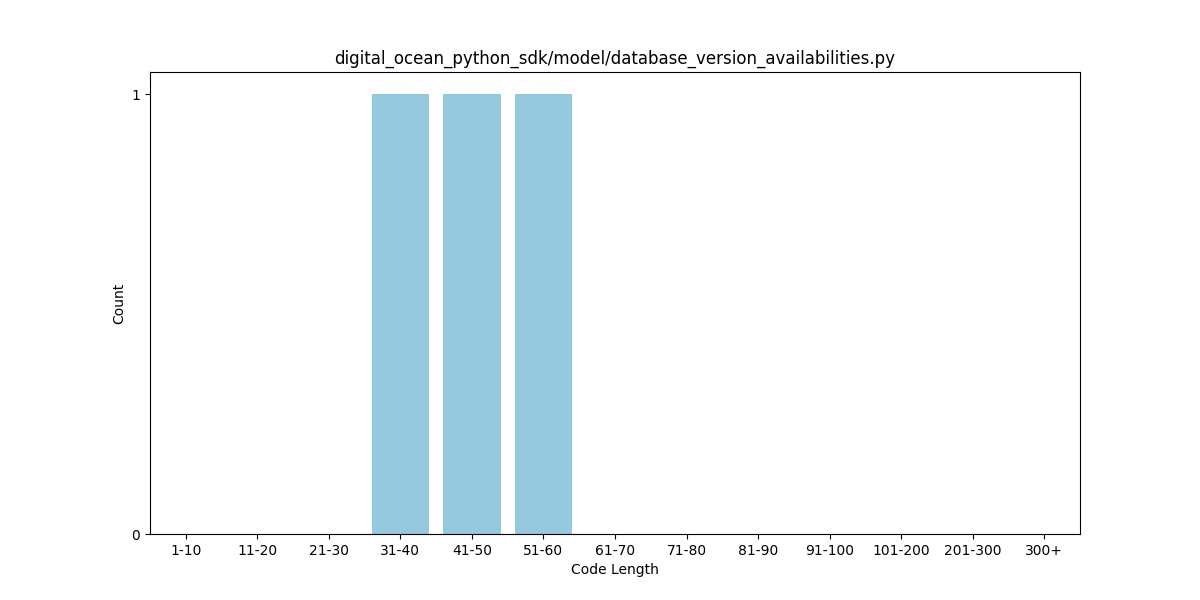 digital_ocean_python_sdk/model/database_version_availabilities.py
1
Count
0
1-10 11-20 21-30 31-40 41-50 51-60 61-70 71-80 81-90 91-100 101-200 201-300 300+
Code Length